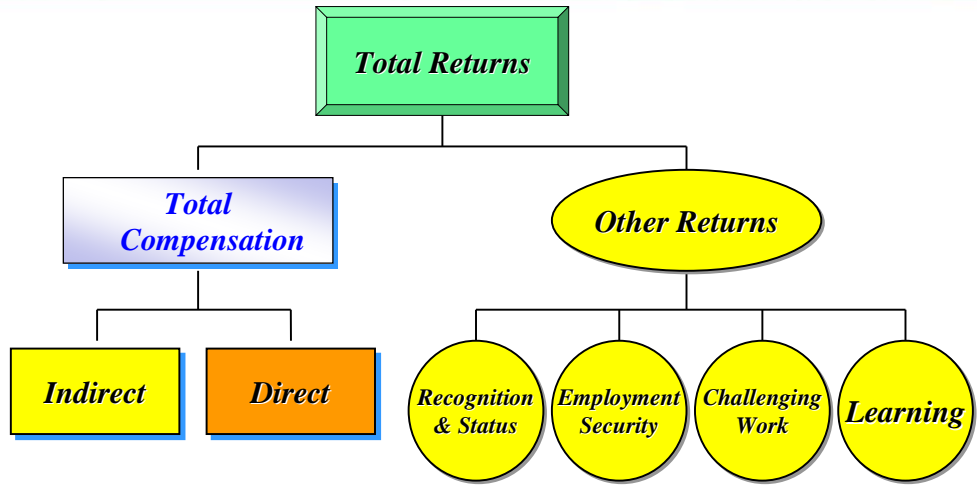 Total Returns
Total
Compensation
Other Returns
Indirect
Direct
Recognition
& Status
Employment
Security
Challenging
Work
Learning